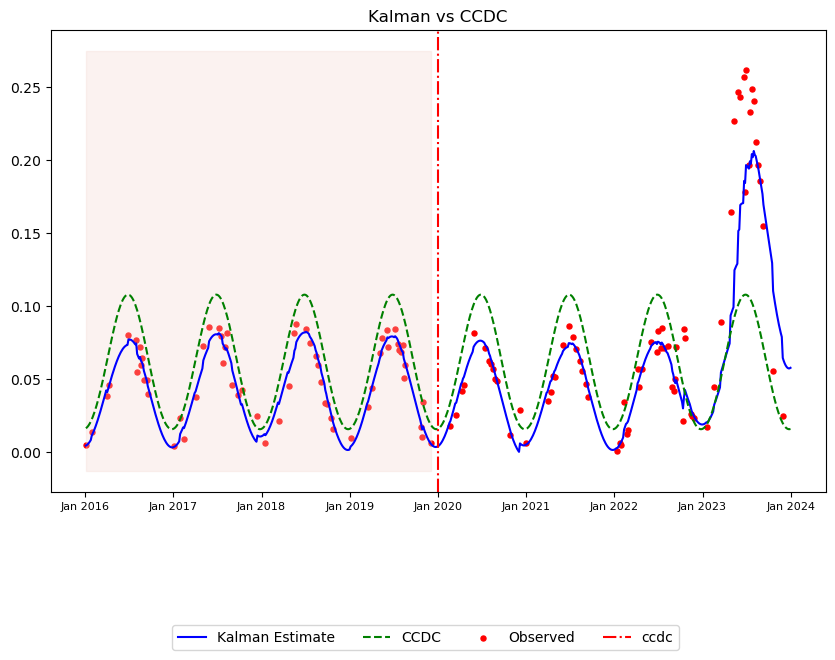 Kalman vs CCDC
0.25
0.20
0.15
0.10
0.05
0.00
Jan 2016 Jan 2017 Jan 2018 Jan 2019 Jan 2020 Jan 2021 Jan 2022 Jan 2023 Jan 2024
Kalman Estimate CCDC Observed ccdc